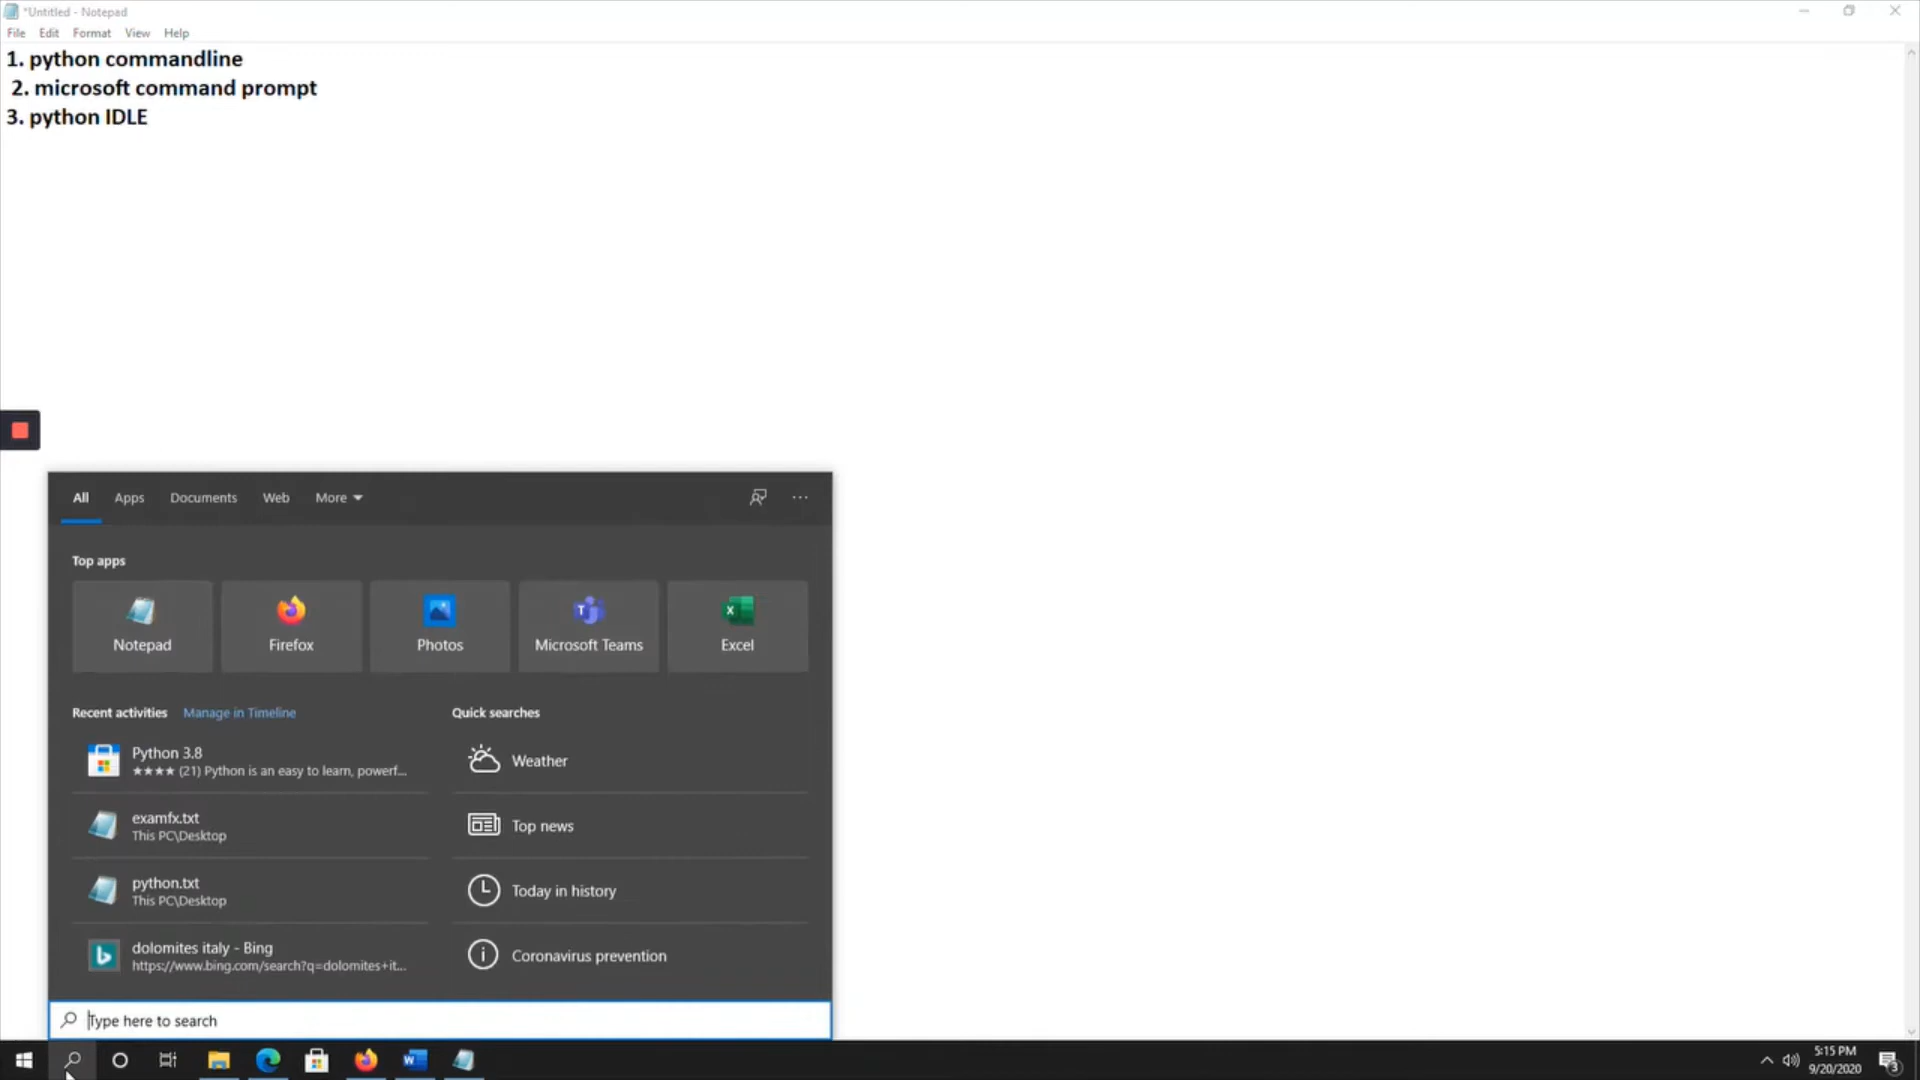 *Untitled - Notepad
File Edit Format View Help
1. python commandline
2. microsoft command prompt
3. python IDLE
All Apps Documents Web More
Top apps
Notepad Firefox Photos Microsoft Teams Excel
Recent activities Manage in Timeline
Quick searches
Python 3.8
★★★★ (21) Python is an easy to learn, powerf...
Weather
examfx.txt
This PC\Desktop
Top news
python.txt
This PC\Desktop
Today in history
dolomites italy - Bing
https://www.bing.com/search?q=dolomites+it...
Coronavirus prevention
Type here to search
5:15 PM
9/20/2020
3